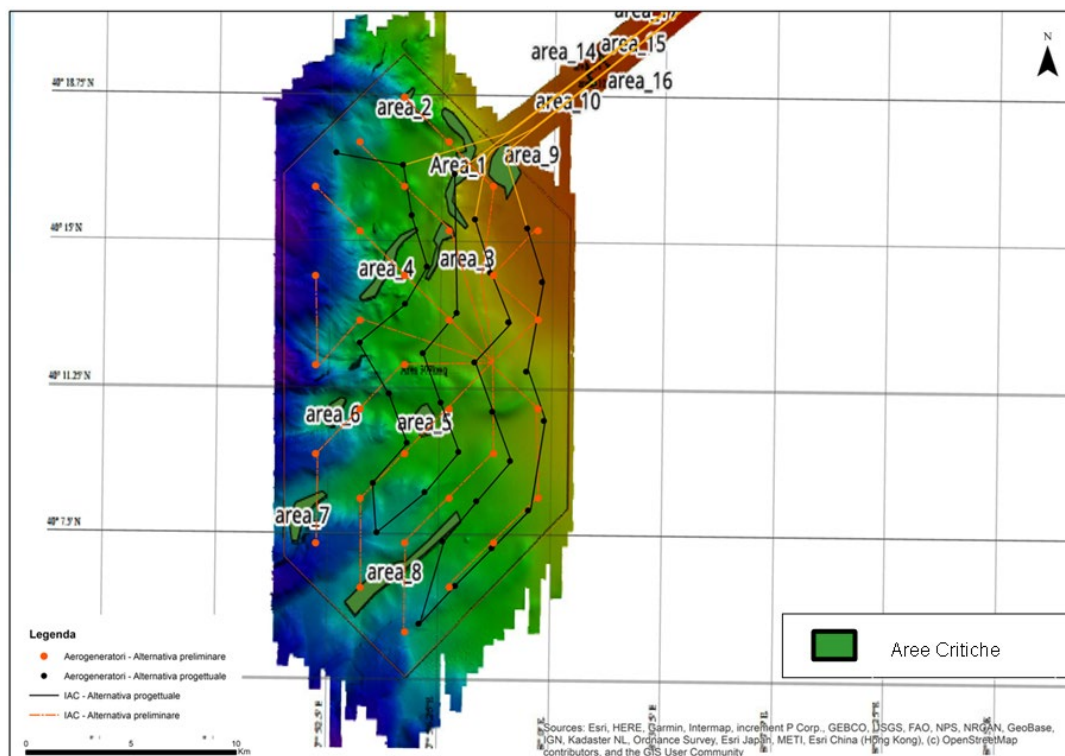 N
area_14
area_15
area_16
40° 18.75' N
area_10
area_2
Area_1
area_9
40° 15' N
area_3
area_4
40° 11.25' N
area_6
area_5
40° 7.5' N
area_7
area_8
Legenda
Aerogeneratori - Alternativa preliminare
Aerogeneratori - Alternativa progettuale
IAC - Alternativa progettuale
IAC - Alternativa preliminare
0 5 10
Km
Aree Critiche
Sources: Esri, HERE, Garmin, Intermap, increment P Corp., GEBCO, USGS, FAO, NPS, NRCAN, GeoBase,
IGN, Kadaster NL, Ordnance Survey, Esri Japan, METI, Esri China (Hong Kong), (c) OpenStreetMap
contributors, and the GIS User Community